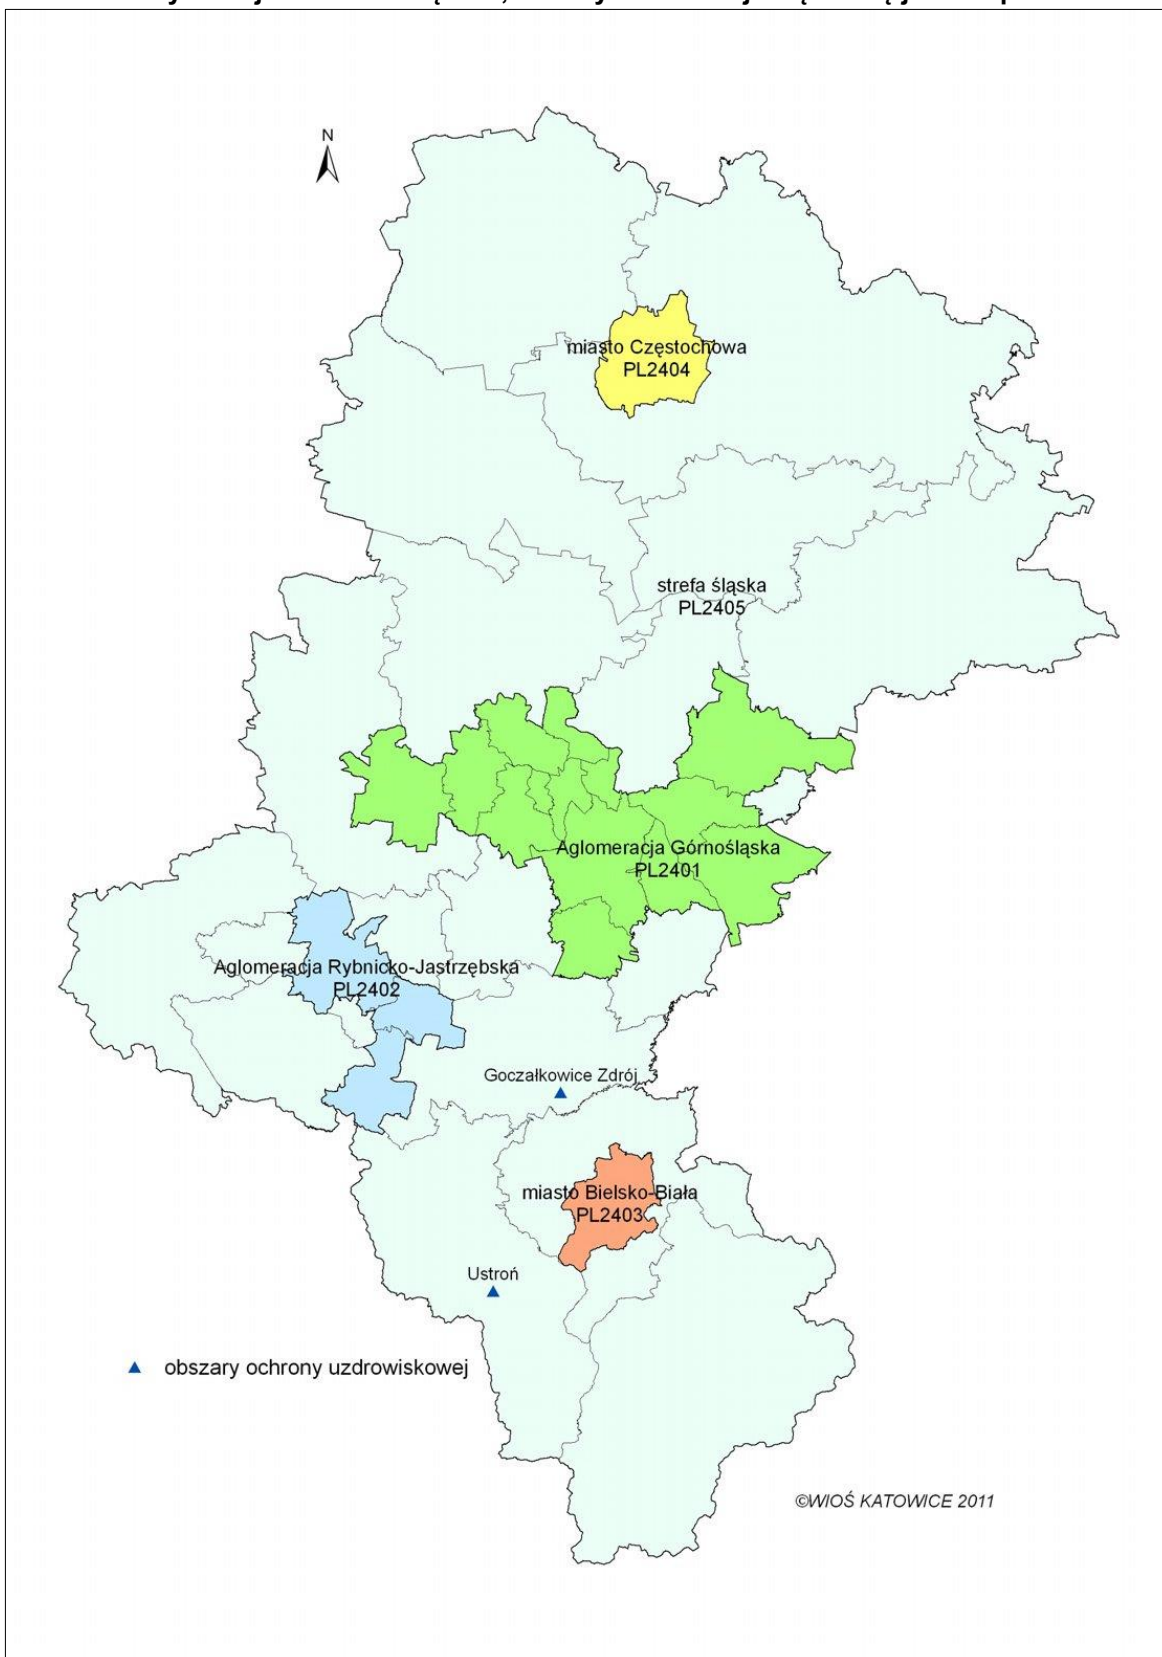 N
miasto Częstochowa
PL2404
strefa śląska
PL2405
Aglomeracja Górnośląska
PL2401
Aglomeracja Rybnicko-Jastrzębska
PL2402
Goczałkowice Zdrój
miasto Bielsko-Biała
PL2403
Ustroń
obszary ochrony uzdrowiskowej
©WIOŚ KATOWICE 2011